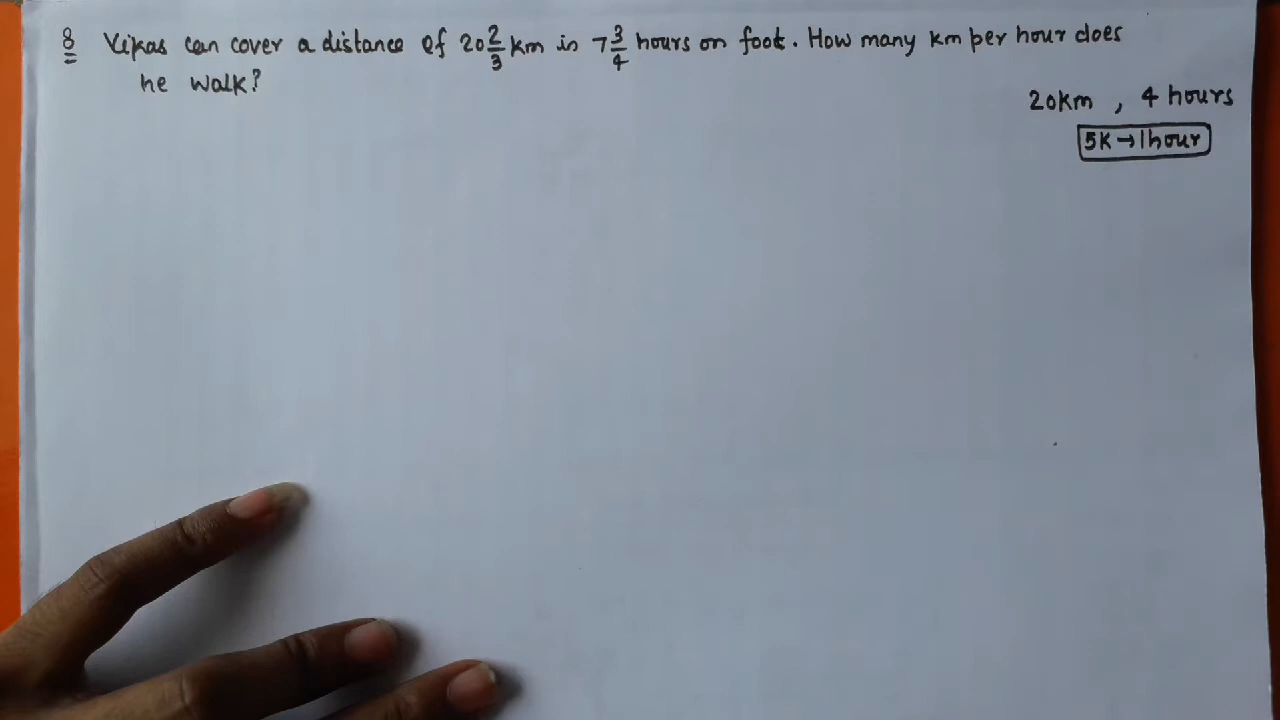 8 Vikas can cover a distance of 20 2/3 km in 7 3/4 hours on foot. How many km per hour does
he walk?
20km , 4 hours
5K → 1hour